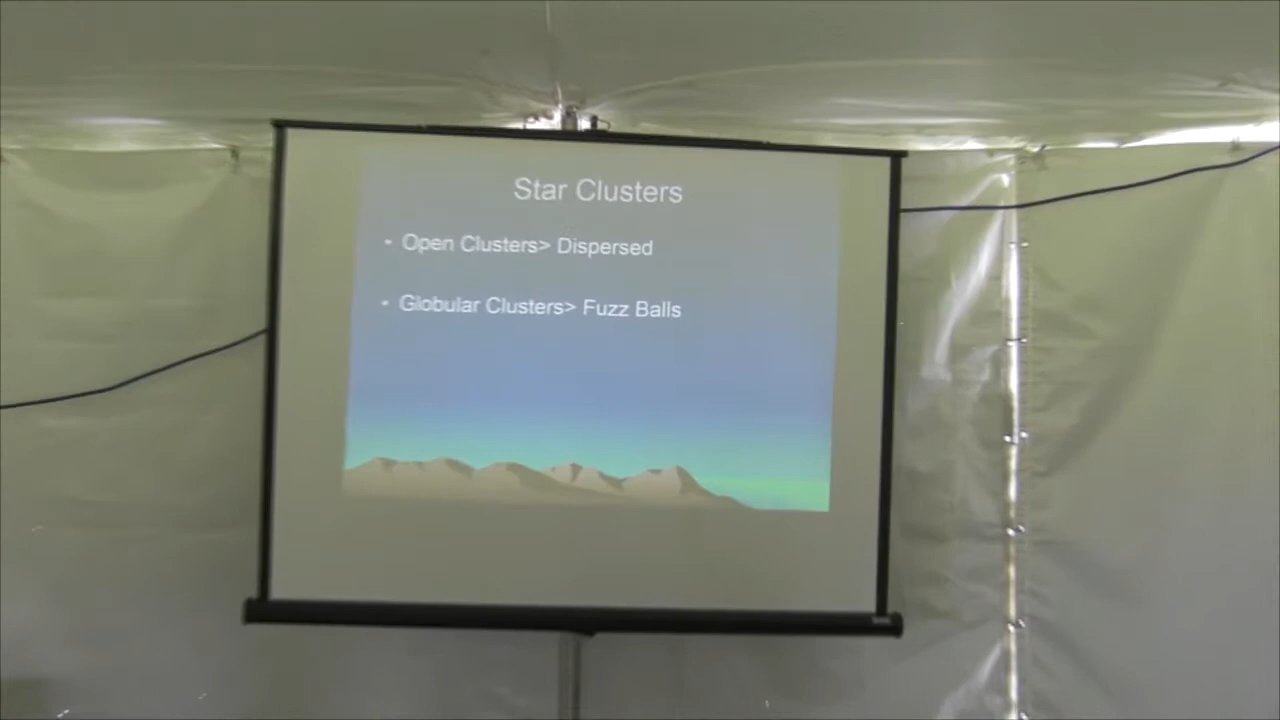 Star Clusters
• Open Clusters> Dispersed
• Globular Clusters> Fuzz Balls